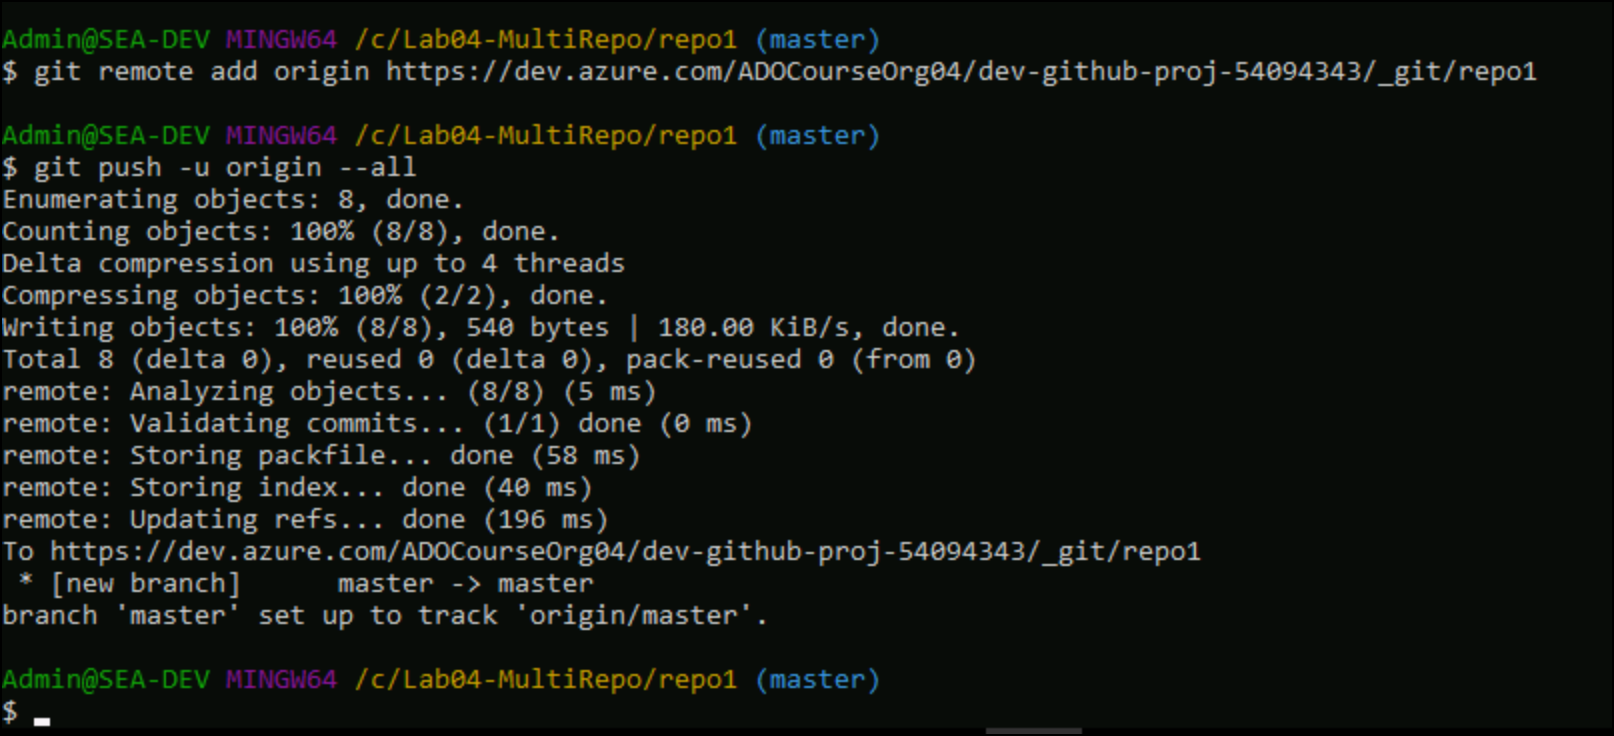 Admin@SEA-DEV MINGW64 /c/Lab04-MultiRepo/repo1 (master)
$ git remote add origin https://dev.azure.com/ADOCourseOrg04/dev-github-proj-54094343/_git/repo1
Admin@SEA-DEV MINGW64 /c/Lab04-MultiRepo/repo1 (master)
$ git push -u origin --all
Enumerating objects: 8, done.
Counting objects: 100% (8/8), done.
Delta compression using up to 4 threads
Compressing objects: 100% (2/2), done.
Writing objects: 100% (8/8), 540 bytes | 180.00 KiB/s, done.
Total 8 (delta 0), reused 0 (delta 0), pack-reused 0 (from 0)
remote: Analyzing objects... (8/8) (5 ms)
remote: Validating commits... (1/1) done (0 ms)
remote: Storing packfile... done (58 ms)
remote: Storing index... done (40 ms)
remote: Updating refs... done (196 ms)
To https://dev.azure.com/ADOCourseOrg04/dev-github-proj-54094343/_git/repo1
 * [new branch]      master -> master
branch 'master' set up to track 'origin/master'.
Admin@SEA-DEV MINGW64 /c/Lab04-MultiRepo/repo1 (master)
$